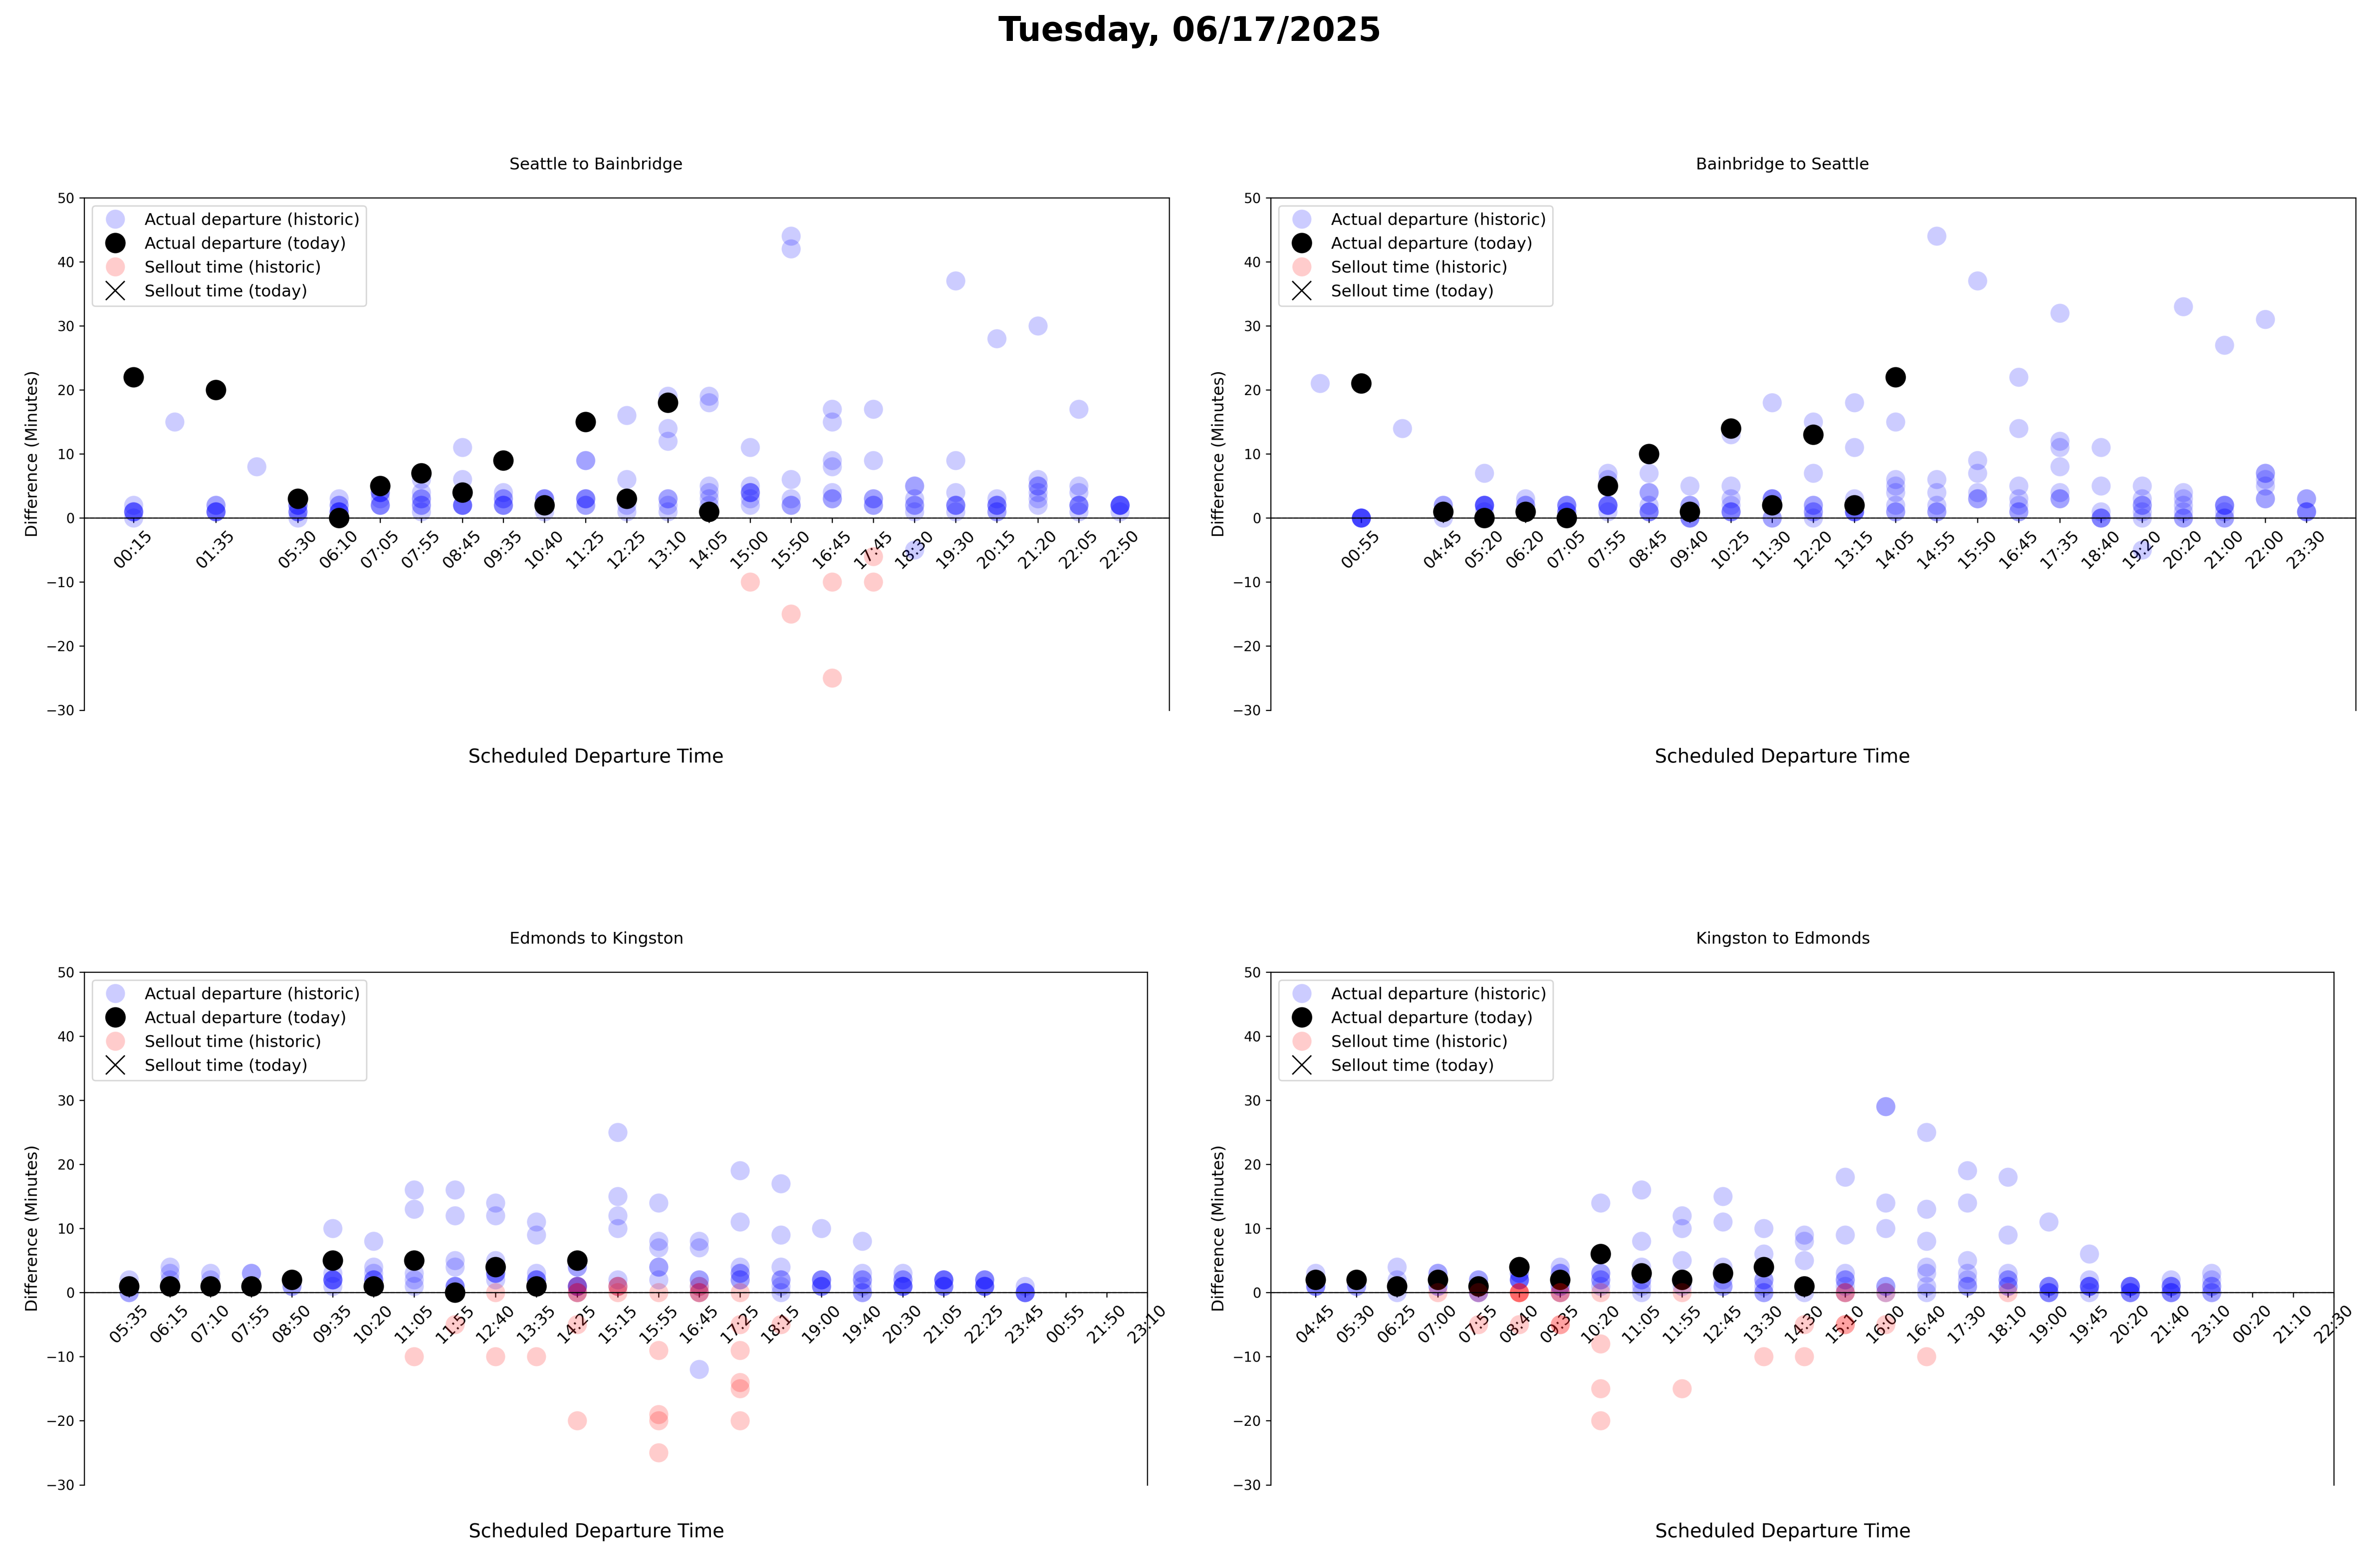 Tuesday, 06/17/2025
Seattle to Bainbridge
Actual departure (historic)
Actual departure (today)
Sellout time (historic)
Sellout time (today)
Difference (Minutes)
50
40
30
20
10
0
−10
−20
−30
00:15 01:35 05:30 06:10 07:05 07:55 08:45 09:35 10:40 11:25 12:25 13:10 14:05 15:00 15:50 16:45 17:45 18:30 19:30 20:15 21:20 22:05 22:50
Scheduled Departure Time
Bainbridge to Seattle
Actual departure (historic)
Actual departure (today)
Sellout time (historic)
Sellout time (today)
Difference (Minutes)
50
40
30
20
10
0
−10
−20
−30
00:55 04:45 05:20 06:20 07:05 07:55 08:45 09:40 10:25 11:30 12:20 13:15 14:05 14:55 15:50 16:45 17:35 18:40 19:20 20:20 21:00 22:00 23:30
Scheduled Departure Time
Edmonds to Kingston
Actual departure (historic)
Actual departure (today)
Sellout time (historic)
Sellout time (today)
Difference (Minutes)
50
40
30
20
10
0
−10
−20
−30
05:35 06:15 07:10 07:55 08:50 09:35 10:20 11:05 11:55 12:40 13:35 14:25 15:15 15:55 16:45 17:25 18:15 19:00 19:40 20:30 21:05 22:25 23:45 00:55 21:50 23:10
Scheduled Departure Time
Kingston to Edmonds
Actual departure (historic)
Actual departure (today)
Sellout time (historic)
Sellout time (today)
Difference (Minutes)
50
40
30
20
10
0
−10
−20
−30
04:45 05:30 06:25 07:00 07:55 08:40 09:35 10:20 11:05 11:55 12:45 13:30 14:30 15:10 16:00 16:40 17:30 18:10 19:00 19:45 20:20 21:40 23:10 00:20 21:10 22:30
Scheduled Departure Time